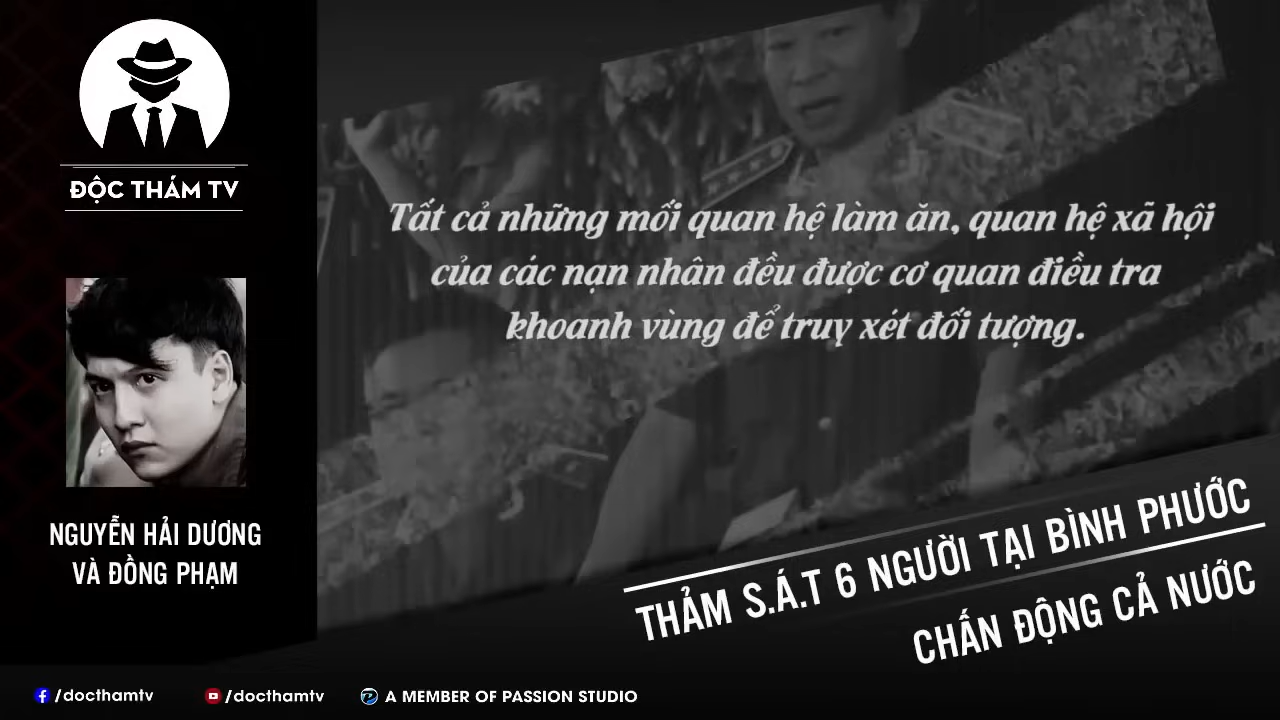 ĐỘC THÁM TV
Tất cả những mối quan hệ làm ăn, quan hệ xã hội
của các nạn nhân đều được cơ quan điều tra
khoanh vùng để truy xét đối tượng.
NGUYỄN HẢI DƯƠNG
VÀ ĐỒNG PHẠM
THẢM S.Á.T 6 NGƯỜI TẠI BÌNH PHƯỚC
CHẤN ĐỘNG CẢ NƯỚC
/docthamtv
/docthamtv
A MEMBER OF PASSION STUDIO